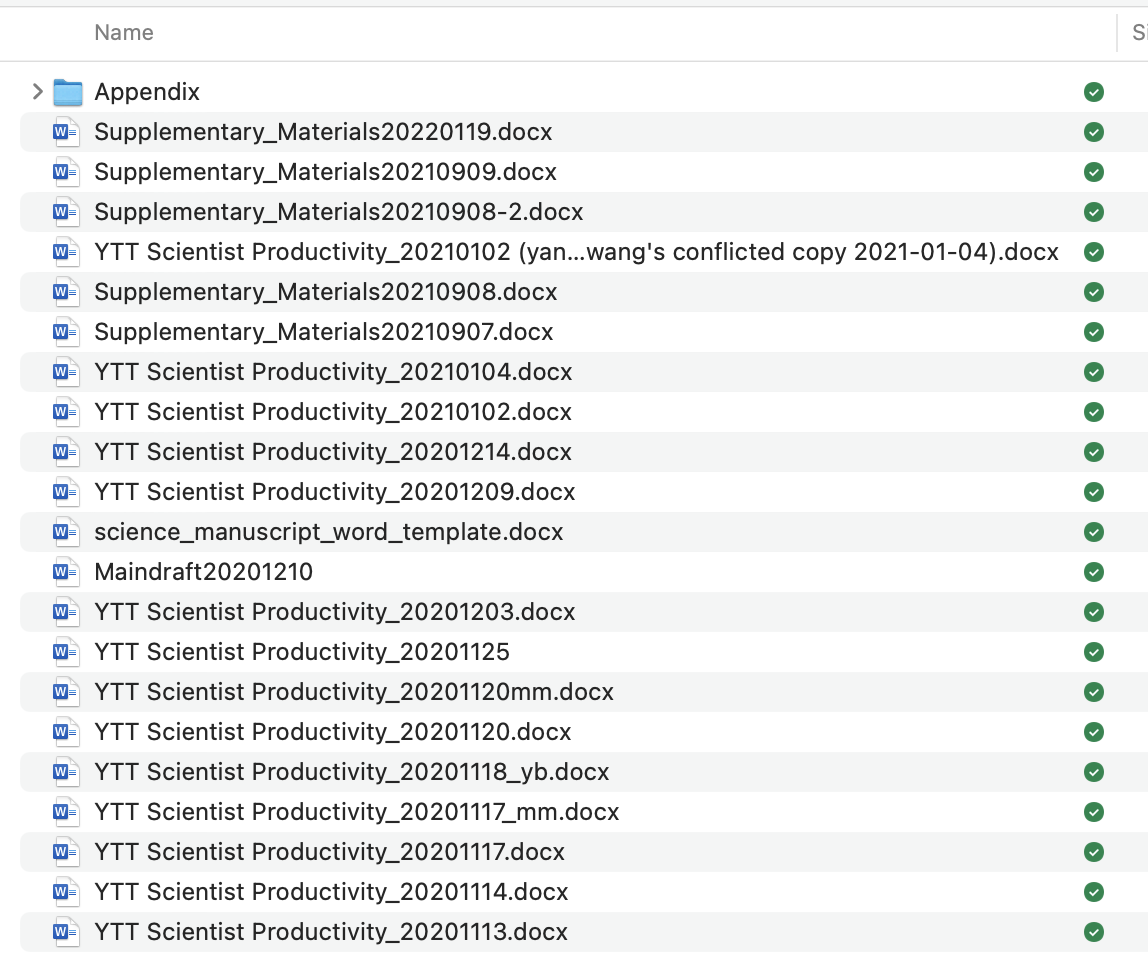 Name
Appendix
Supplementary_Materials20220119.docx
Supplementary_Materials20210909.docx
Supplementary_Materials20210908-2.docx
YTT Scientist Productivity_20210102 (yan...wang's conflicted copy 2021-01-04).docx
Supplementary_Materials20210908.docx
Supplementary_Materials20210907.docx
YTT Scientist Productivity_20210104.docx
YTT Scientist Productivity_20210102.docx
YTT Scientist Productivity_20201214.docx
YTT Scientist Productivity_20201209.docx
science_manuscript_word_template.docx
Maindraft20201210
YTT Scientist Productivity_20201203.docx
YTT Scientist Productivity_20201125
YTT Scientist Productivity_20201120mm.docx
YTT Scientist Productivity_20201120.docx
YTT Scientist Productivity_20201118_yb.docx
YTT Scientist Productivity_20201117_mm.docx
YTT Scientist Productivity_20201117.docx
YTT Scientist Productivity_20201114.docx
YTT Scientist Productivity_20201113.docx